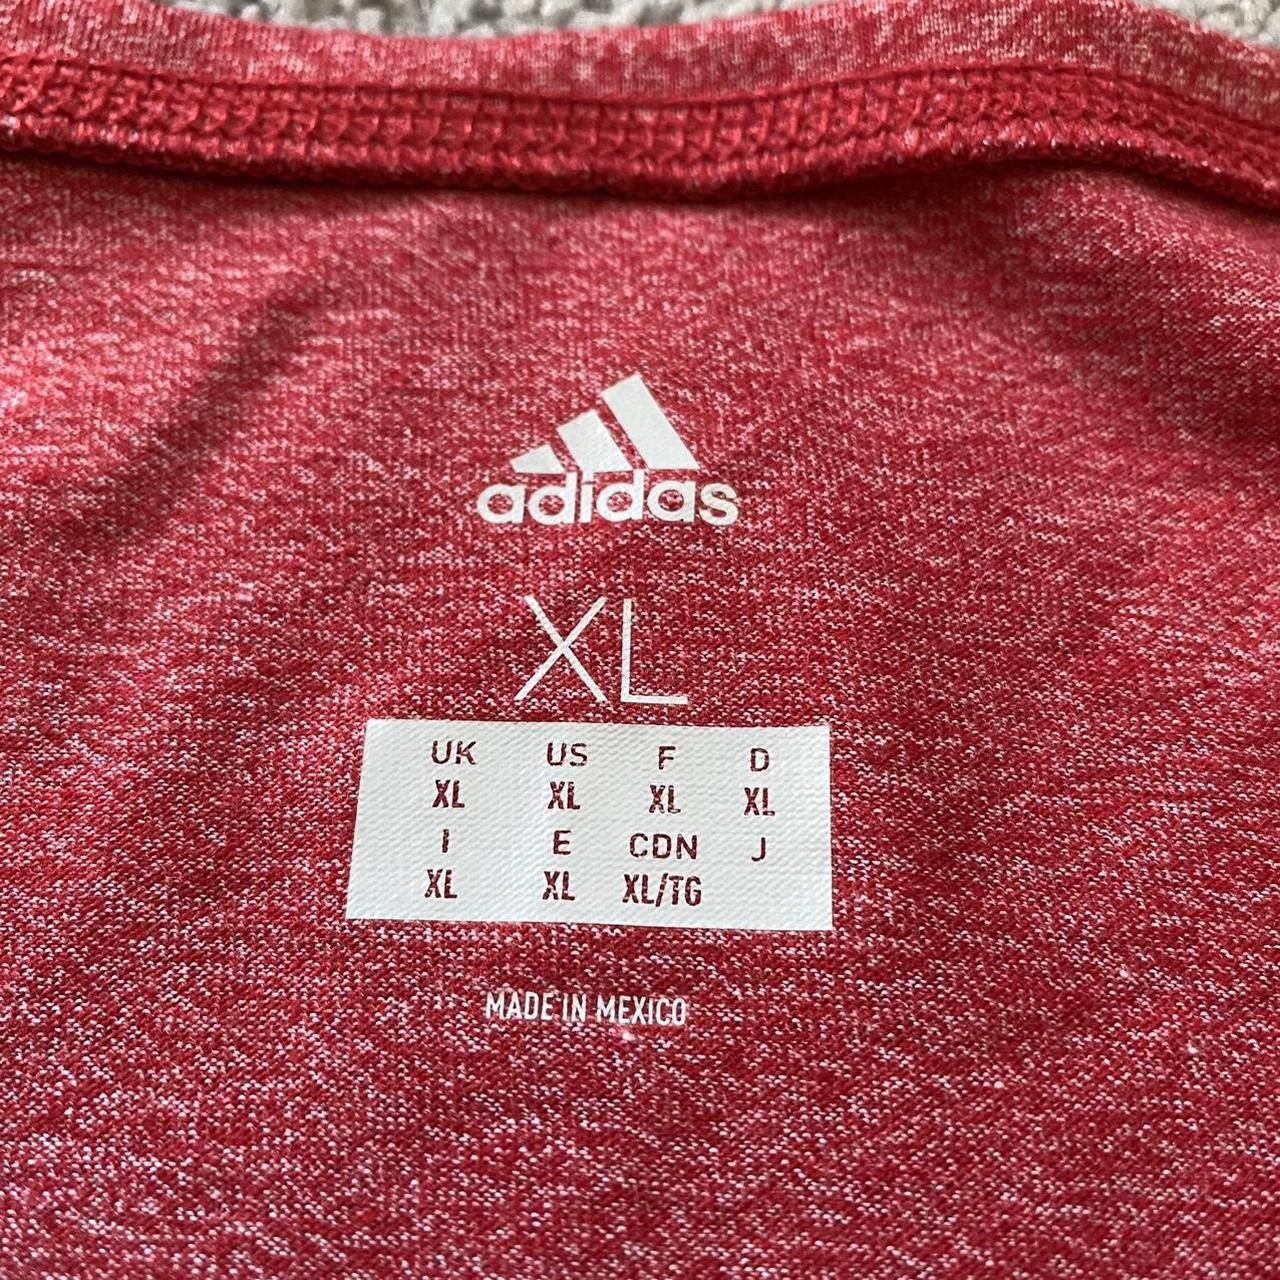 adidas
XL
UK US F D
XL XL XL XL
I E CDN J
XL XL XL/TG
MADE IN MEXICO